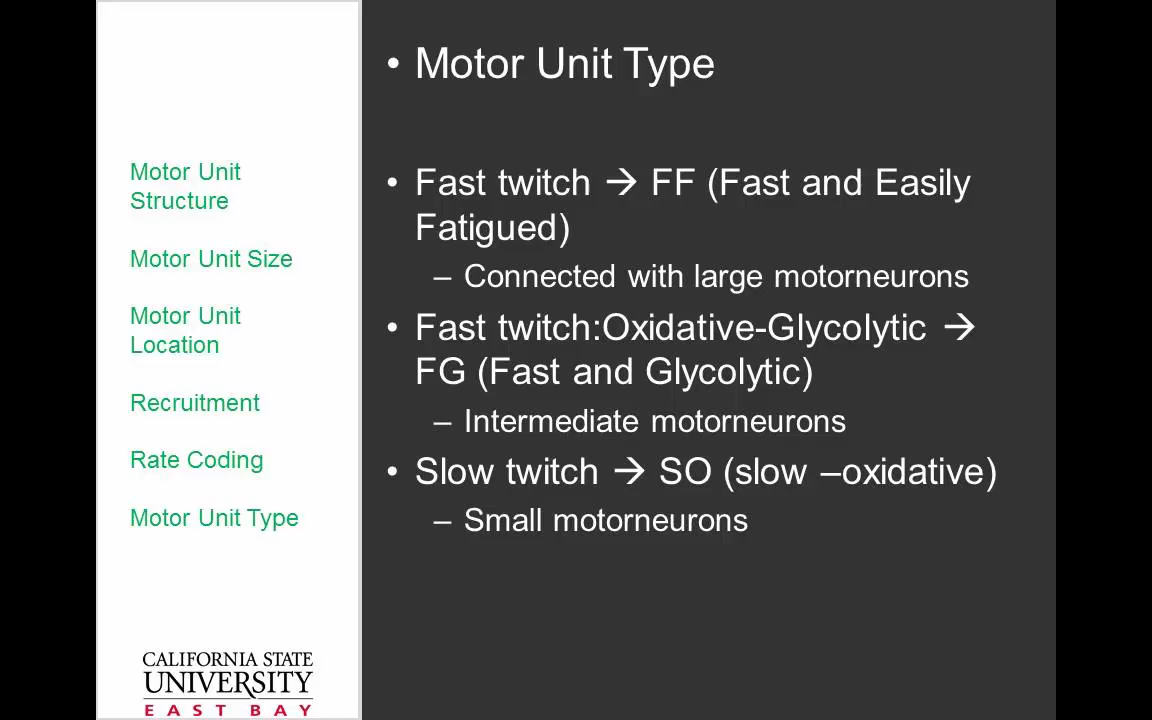 Motor Unit
Structure
Motor Unit Size
Motor Unit
Location
Recruitment
Rate Coding
Motor Unit Type
CALIFORNIA STATE
UNIVERSITY
EAST BAY
• Motor Unit Type
• Fast twitch → FF (Fast and Easily
Fatigued)
– Connected with large motorneurons
• Fast twitch:Oxidative-Glycolytic →
FG (Fast and Glycolytic)
– Intermediate motorneurons
• Slow twitch → SO (slow –oxidative)
– Small motorneurons